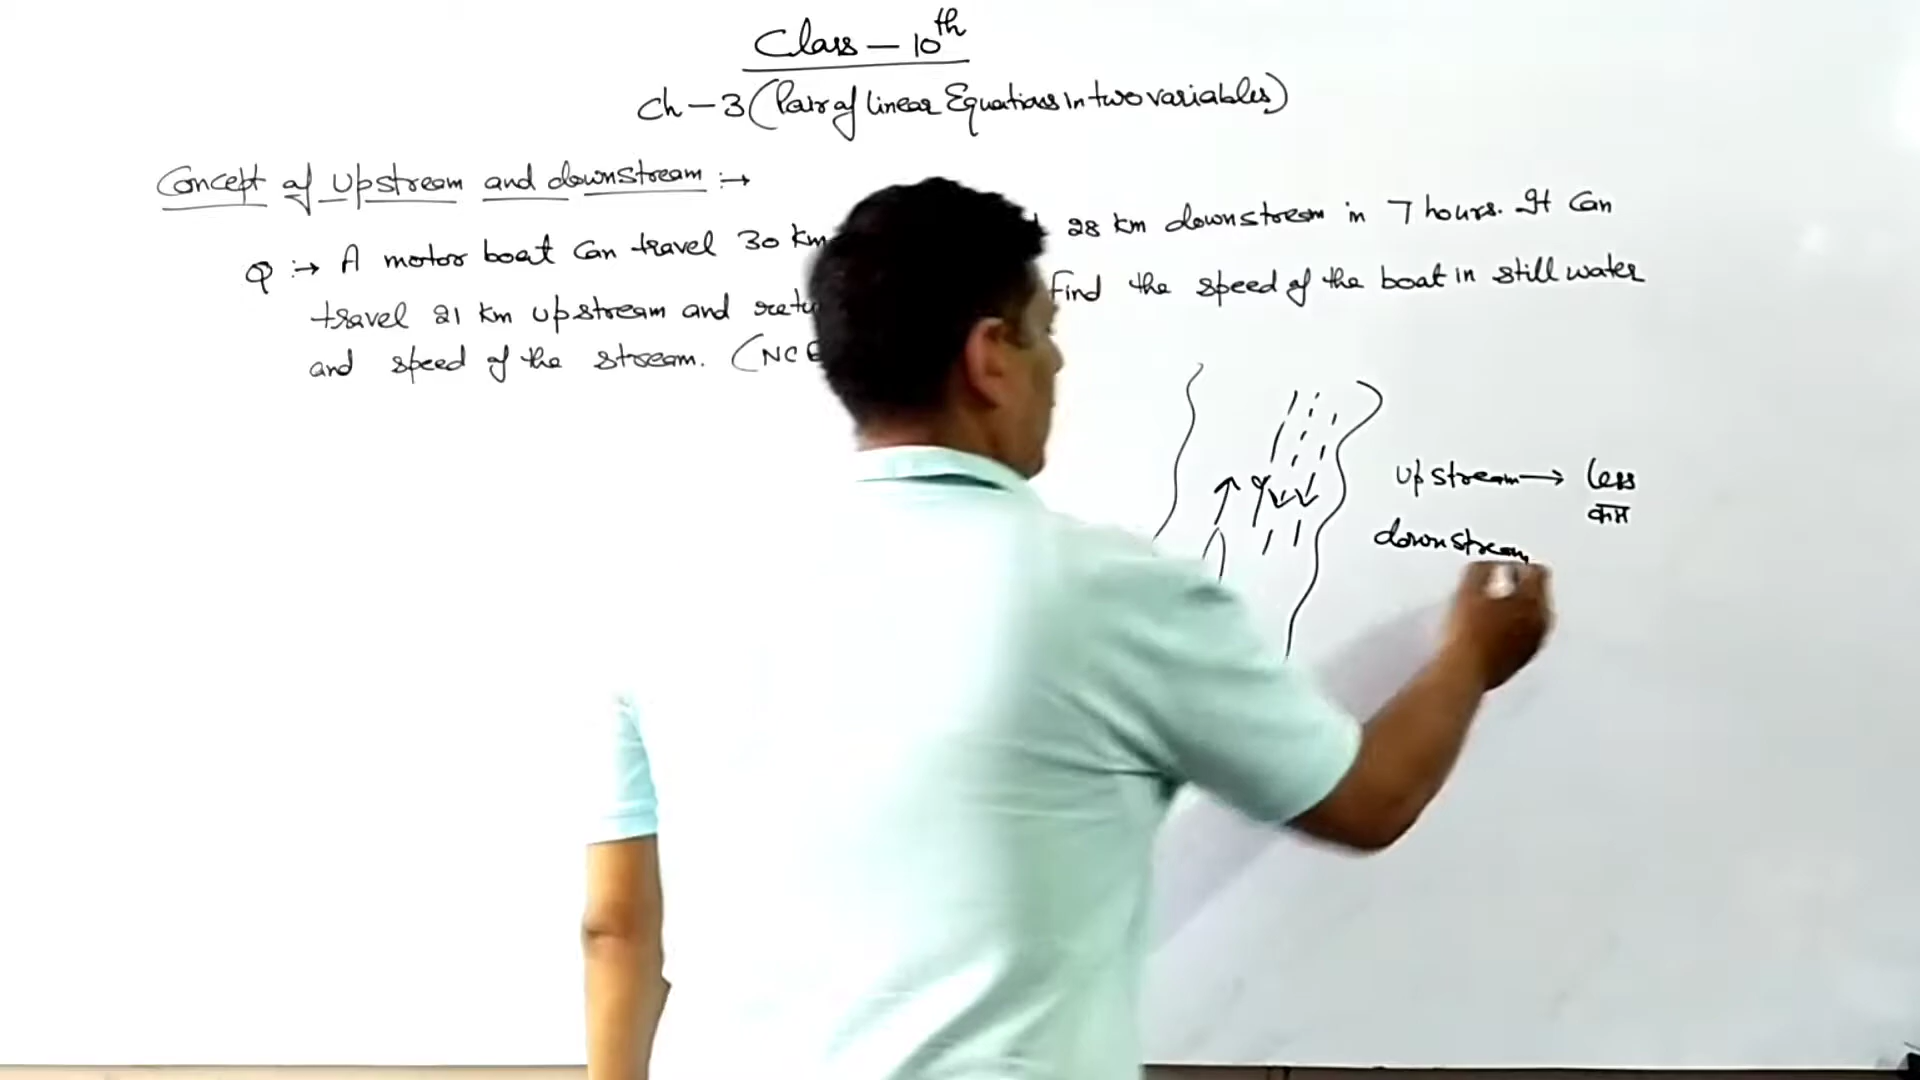 Class – 10th
Ch – 3 (Pair of linear Equations in two variables)
Concept of Upstream and downstream :→
Q :→ A motor boat Can travel 30 Km 28 Km downstream in 7 hours. It Can
travel 21 Km Upstream and Find the speed of the boat in still water
and speed of the stream.
Upstream → Less
कम
downstream